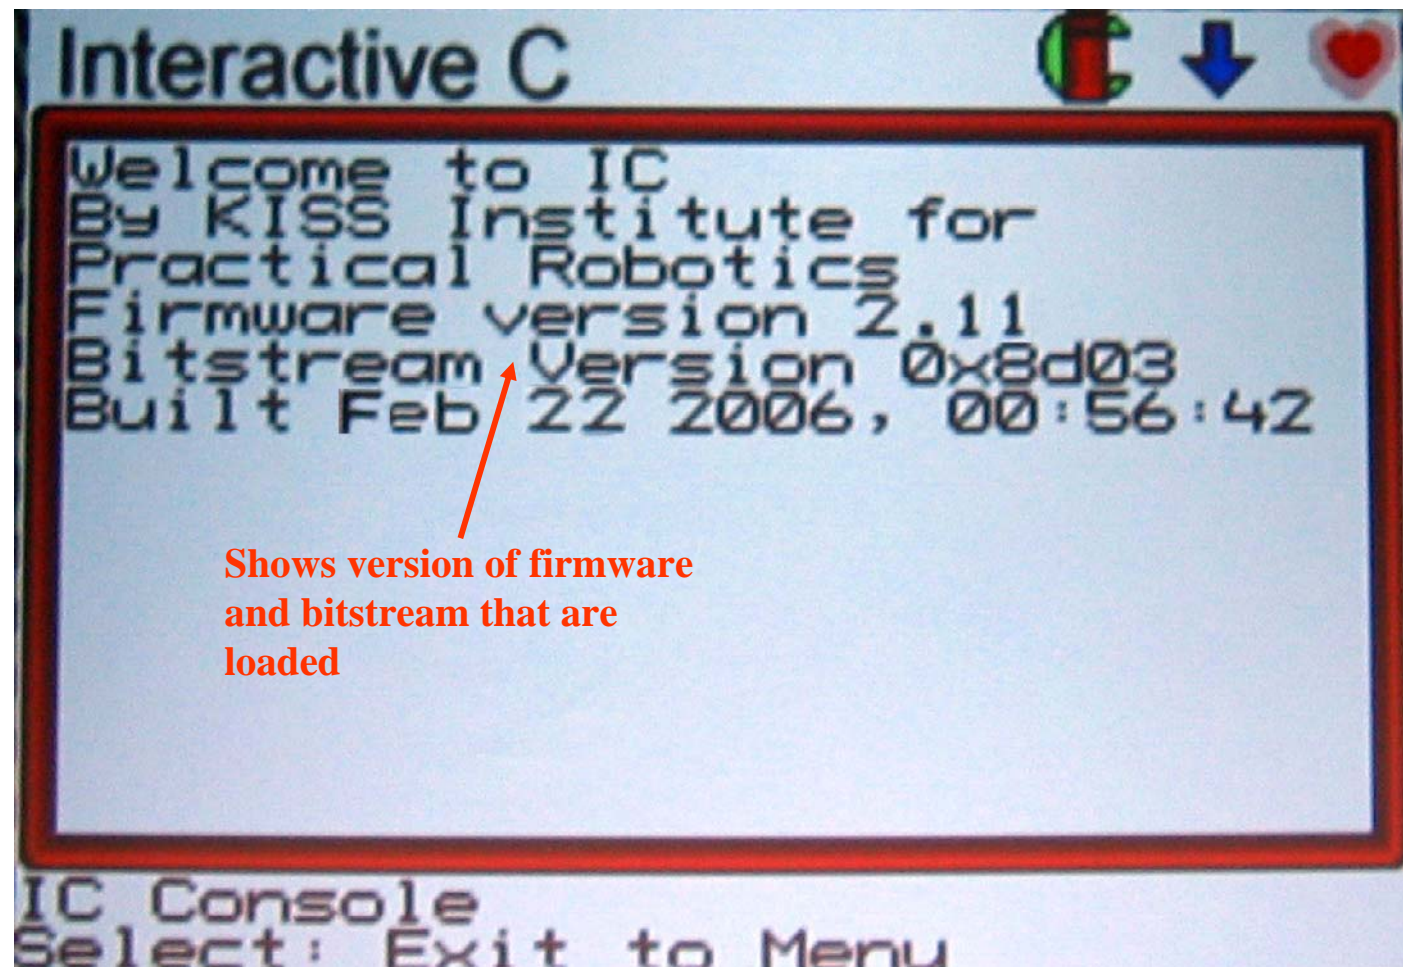 Interactive C
Welcome to IC
By KISS Institute for
Practical Robotics
Firmware version 2.11
Bitstream Version 0x8d03
Built Feb 22 2006, 00:56:42
Shows version of firmware
and bitstream that are
loaded
IC Console
Select: Exit to Menu